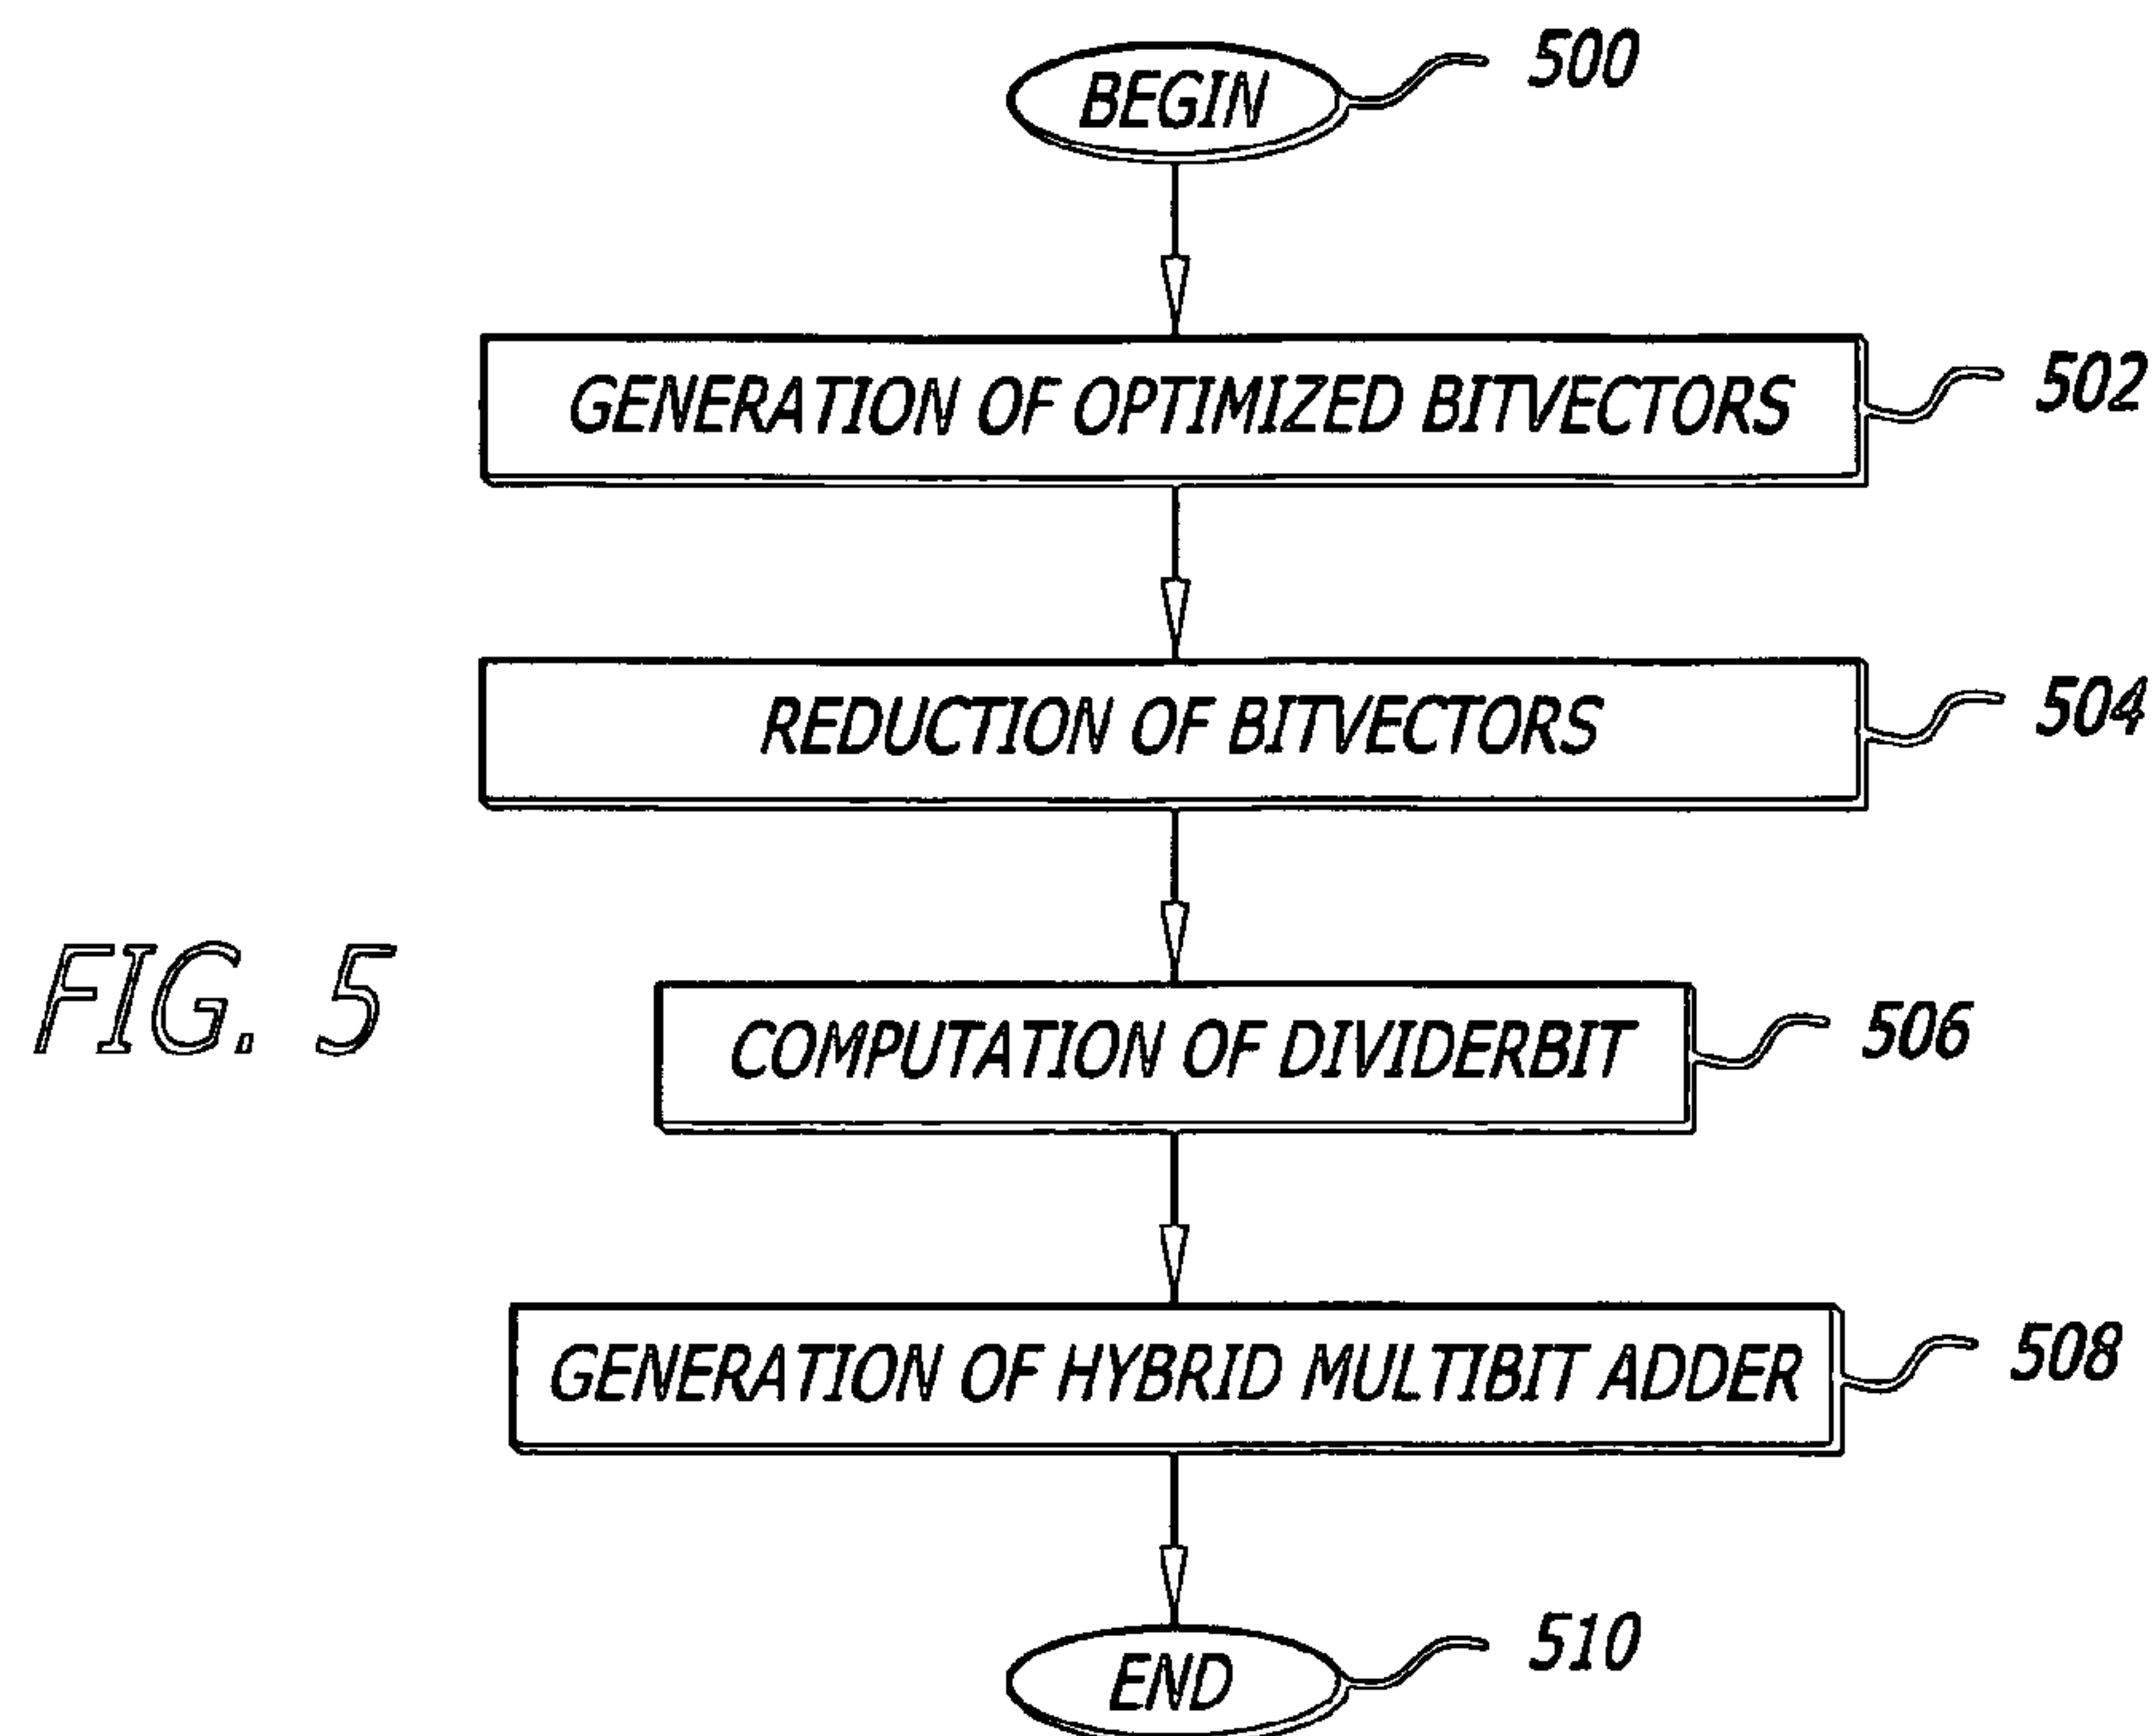 BEGIN
500
GENERATION OF OPTIMIZED BITVECTORS
502
REDUCTION OF BITVECTORS
504
FIG. 5
COMPUTATION OF DIVIDERBIT
506
GENERATION OF HYBRID MULTIBIT ADDER
508
END
510